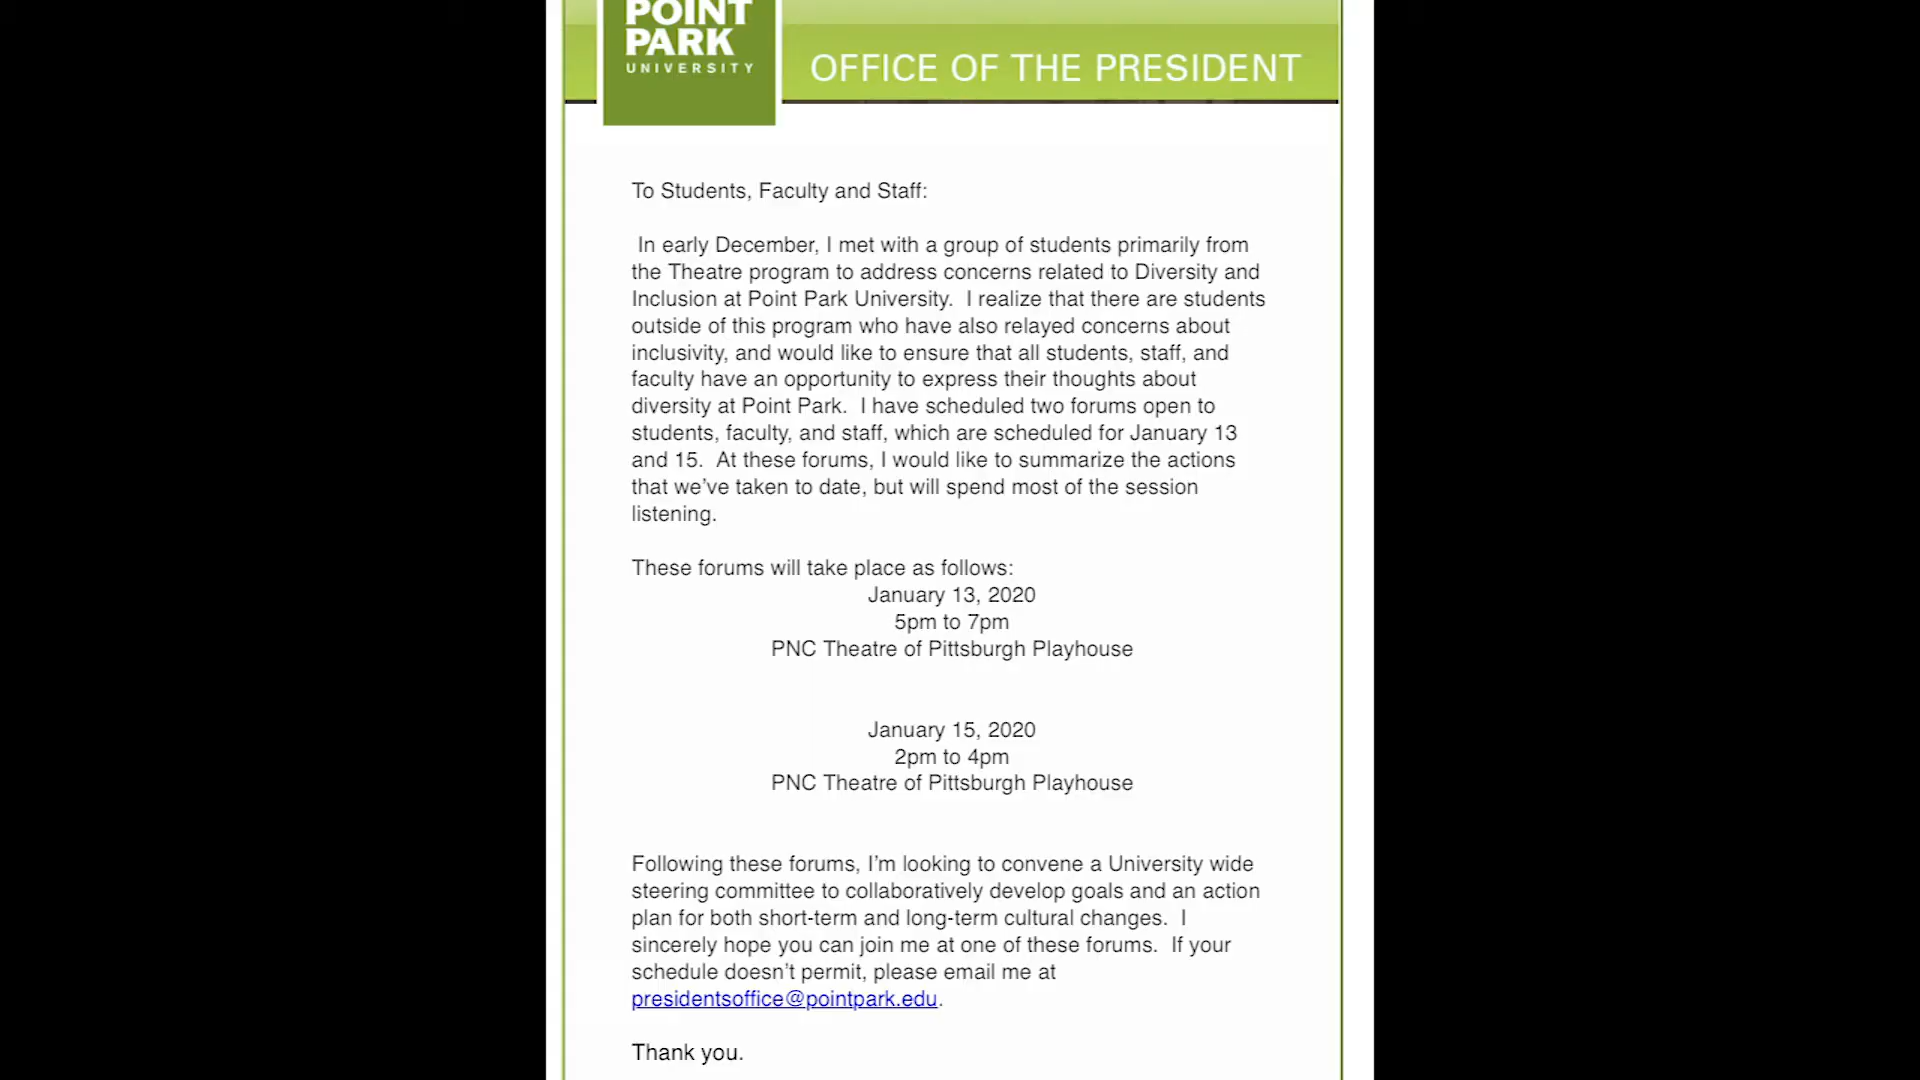 POINT
PARK
UNIVERSITY
OFFICE OF THE PRESIDENT
To Students, Faculty and Staff:
In early December, I met with a group of students primarily from
the Theatre program to address concerns related to Diversity and
Inclusion at Point Park University.  I realize that there are students
outside of this program who have also relayed concerns about
inclusivity, and would like to ensure that all students, staff, and
faculty have an opportunity to express their thoughts about
diversity at Point Park.  I have scheduled two forums open to
students, faculty, and staff, which are scheduled for January 13
and 15.  At these forums, I would like to summarize the actions
that we've taken to date, but will spend most of the session
listening.
These forums will take place as follows:
January 13, 2020
5pm to 7pm
PNC Theatre of Pittsburgh Playhouse
January 15, 2020
2pm to 4pm
PNC Theatre of Pittsburgh Playhouse
Following these forums, I'm looking to convene a University wide
steering committee to collaboratively develop goals and an action
plan for both short-term and long-term cultural changes.  I
sincerely hope you can join me at one of these forums.  If your
schedule doesn't permit, please email me at
presidentsoffice@pointpark.edu.
Thank you.